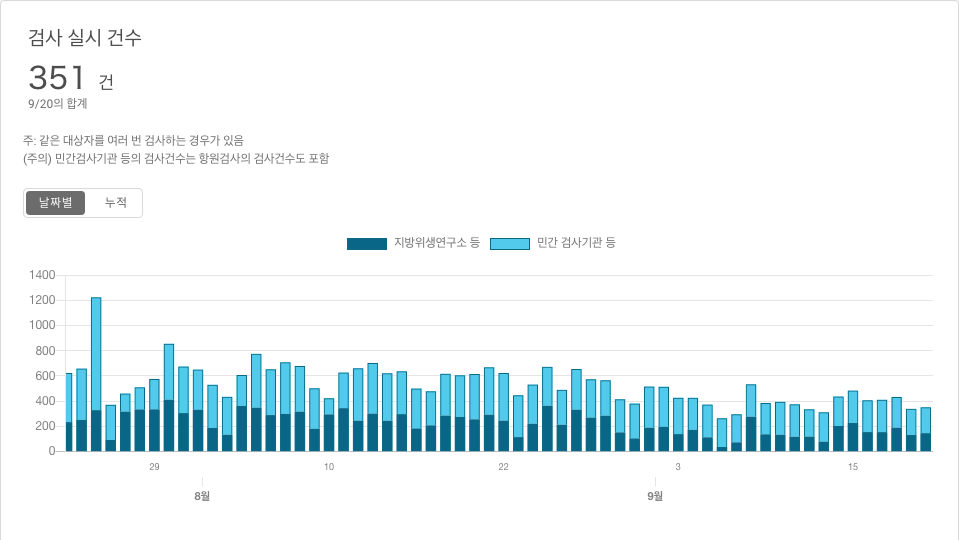 검사 실시 건수
351 건
9/20의 합계
주: 같은 대상자를 여러 번 검사하는 경우가 있음
(주의) 민간검사기관 등의 검사건수는 항원검사의 검사건수도 포함
날짜별 누적
지방위생연구소 등 민간 검사기관 등
1400
1200
1000
800
600
400
200
0
29 10 22 3 15
8월 9월